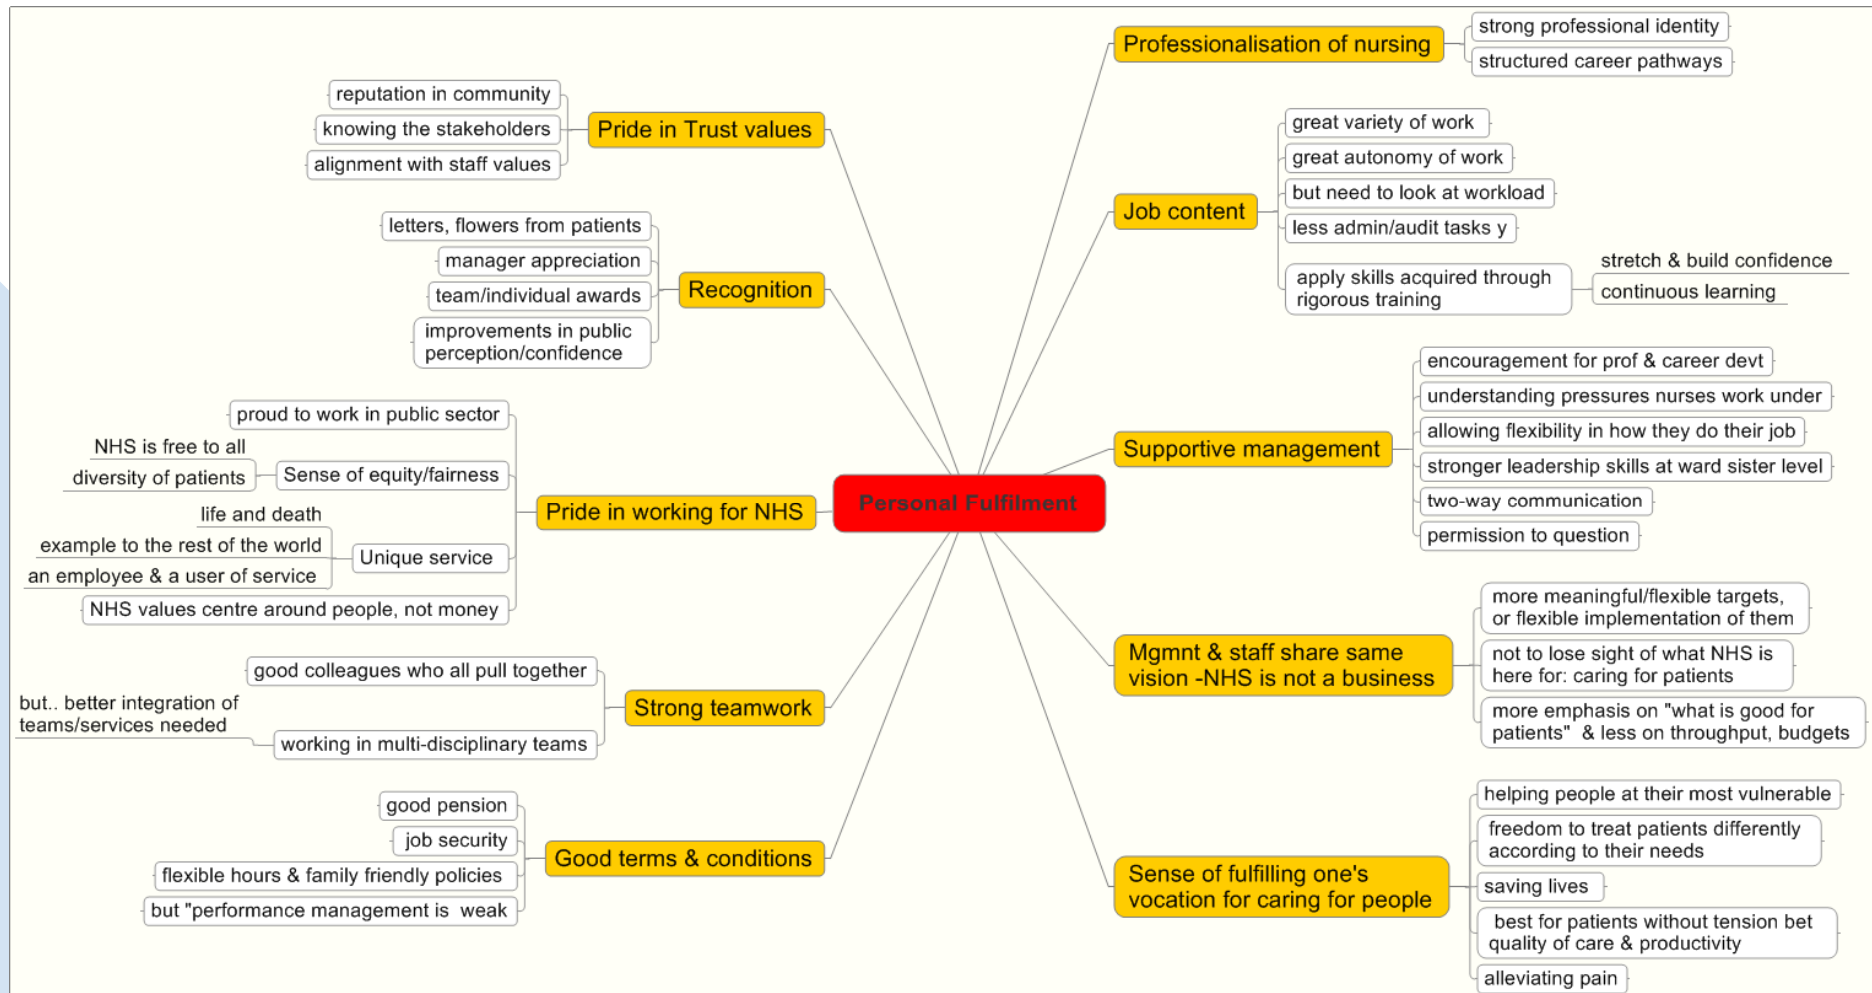 Personal Fulfilment
Pride in Trust values
reputation in community
knowing the stakeholders
alignment with staff values
Recognition
letters, flowers from patients
manager appreciation
team/individual awards
improvements in public
perception/confidence
Pride in working for NHS
proud to work in public sector
Sense of equity/fairness
NHS is free to all
diversity of patients
Unique service
life and death
example to the rest of the world
an employee & a user of service
NHS values centre around people, not money
Strong teamwork
good colleagues who all pull together
working in multi-disciplinary teams
but.. better integration of
teams/services needed
Good terms & conditions
good pension
job security
flexible hours & family friendly policies
but "performance management is weak
Professionalisation of nursing
strong professional identity
structured career pathways
Job content
great variety of work
great autonomy of work
but need to look at workload
less admin/audit tasks y
apply skills acquired through
rigorous training
stretch & build confidence
continuous learning
Supportive management
encouragement for prof & career devt
understanding pressures nurses work under
allowing flexibility in how they do their job
stronger leadership skills at ward sister level
two-way communication
permission to question
Mgmnt & staff share same
vision -NHS is not a business
more meaningful/flexible targets,
or flexible implementation of them
not to lose sight of what NHS is
here for: caring for patients
more emphasis on "what is good for
patients" & less on throughput, budgets
Sense of fulfilling one's
vocation for caring for people
helping people at their most vulnerable
freedom to treat patients differently
according to their needs
saving lives
best for patients without tension bet
quality of care & productivity
alleviating pain